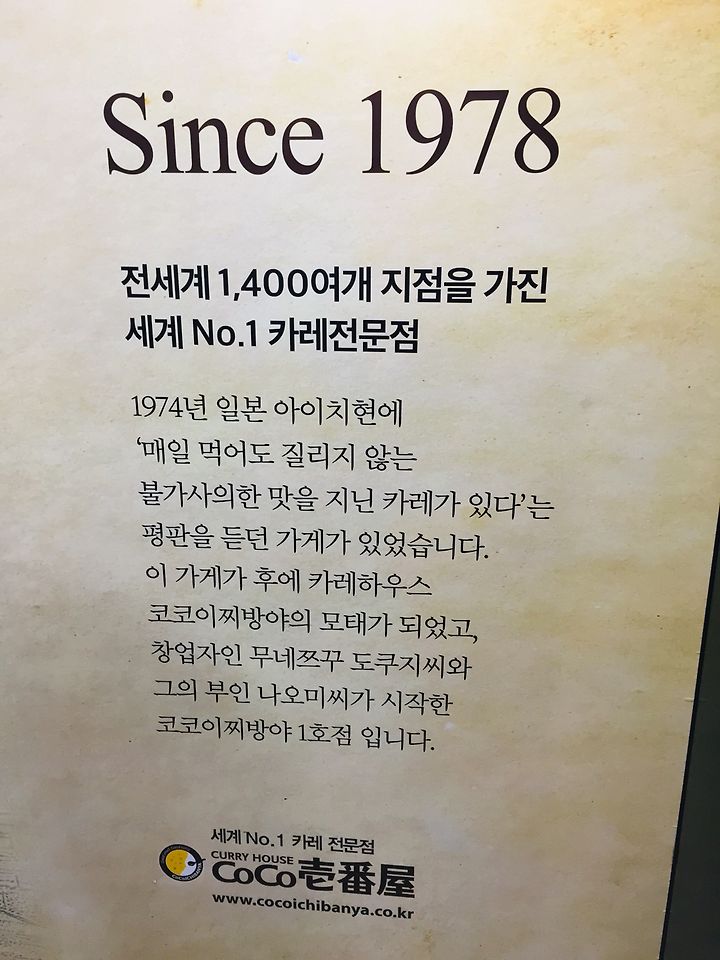 Since 1978
전세계 1,400여개 지점을 가진
세계 No.1 카레전문점
1974년 일본 아이치현에
‘매일 먹어도 질리지 않는
불가사의한 맛을 지닌 카레가 있다’는
평판을 듣던 가게가 있었습니다.
이 가게가 후에 카레하우스
코코이찌방야의 모태가 되었고,
창업자인 무네쯔꾸 도쿠지씨와
그의 부인 나오미씨가 시작한
코코이찌방야 1호점 입니다.
세계 No.1 카레 전문점
CURRY HOUSE
CoCo壱番屋
www.cocoichibanya.co.kr